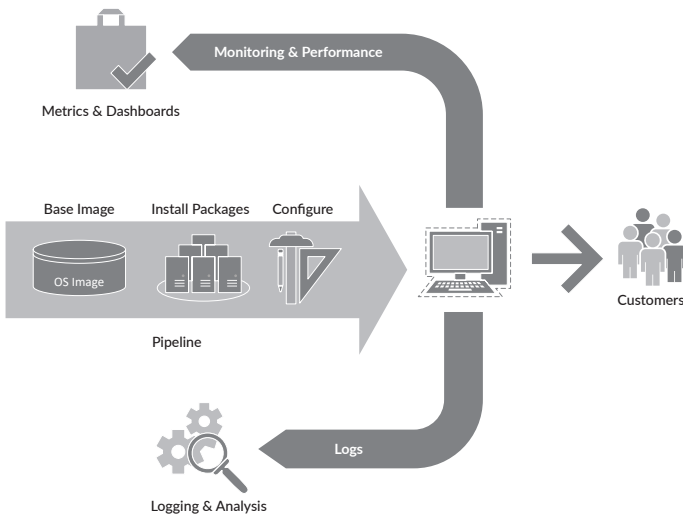 Monitoring & Performance
Metrics & Dashboards
Base Image
Install Packages
Configure
OS Image
Customers
Pipeline
Logs
Logging & Analysis